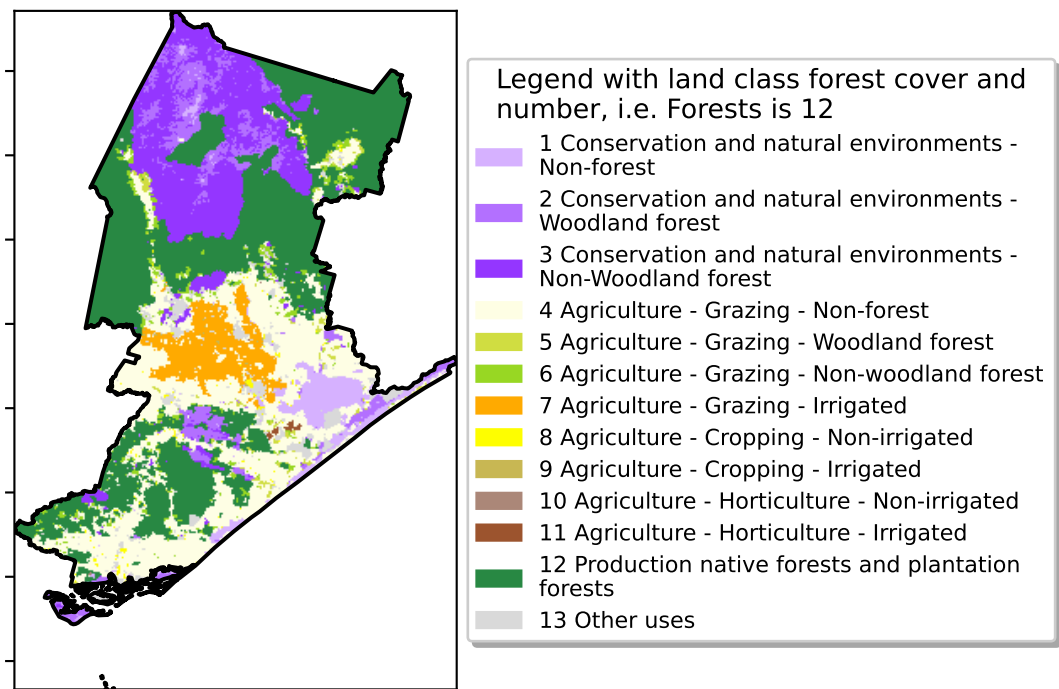 Legend with land class forest cover and
number, i.e. Forests is 12
1 Conservation and natural environments -
Non-forest
2 Conservation and natural environments -
Woodland forest
3 Conservation and natural environments -
Non-Woodland forest
4 Agriculture - Grazing - Non-forest
5 Agriculture - Grazing - Woodland forest
6 Agriculture - Grazing - Non-woodland forest
7 Agriculture - Grazing - Irrigated
8 Agriculture - Cropping - Non-irrigated
9 Agriculture - Cropping - Irrigated
10 Agriculture - Horticulture - Non-irrigated
11 Agriculture - Horticulture - Irrigated
12 Production native forests and plantation
forests
13 Other uses